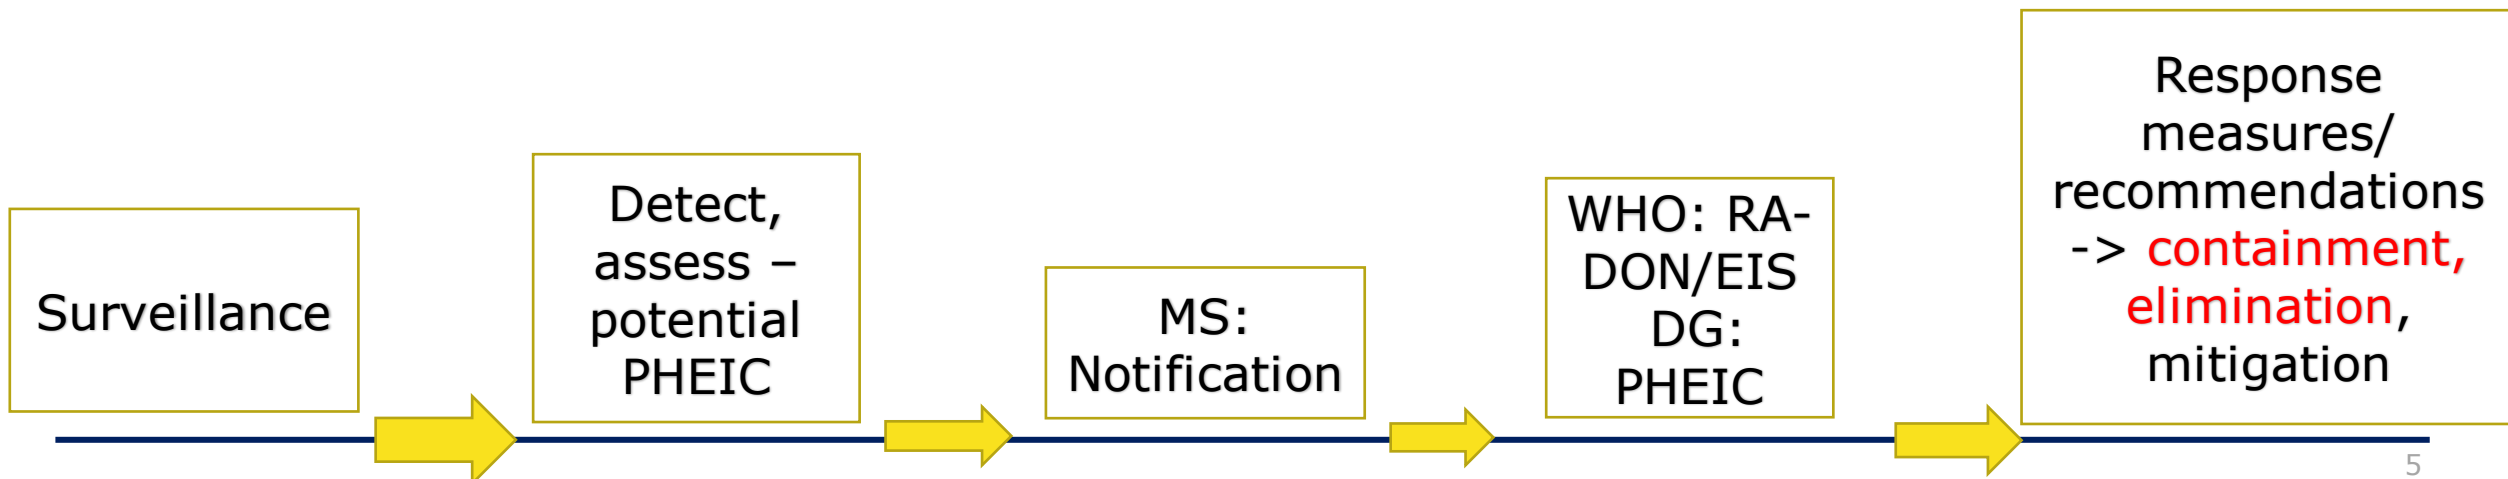 Surveillance
Detect,
assess –
potential
PHEIC
MS:
Notification
WHO: RA-
DON/EIS
DG:
PHEIC
Response
measures/
recommendations
-> containment,
elimination,
mitigation
5